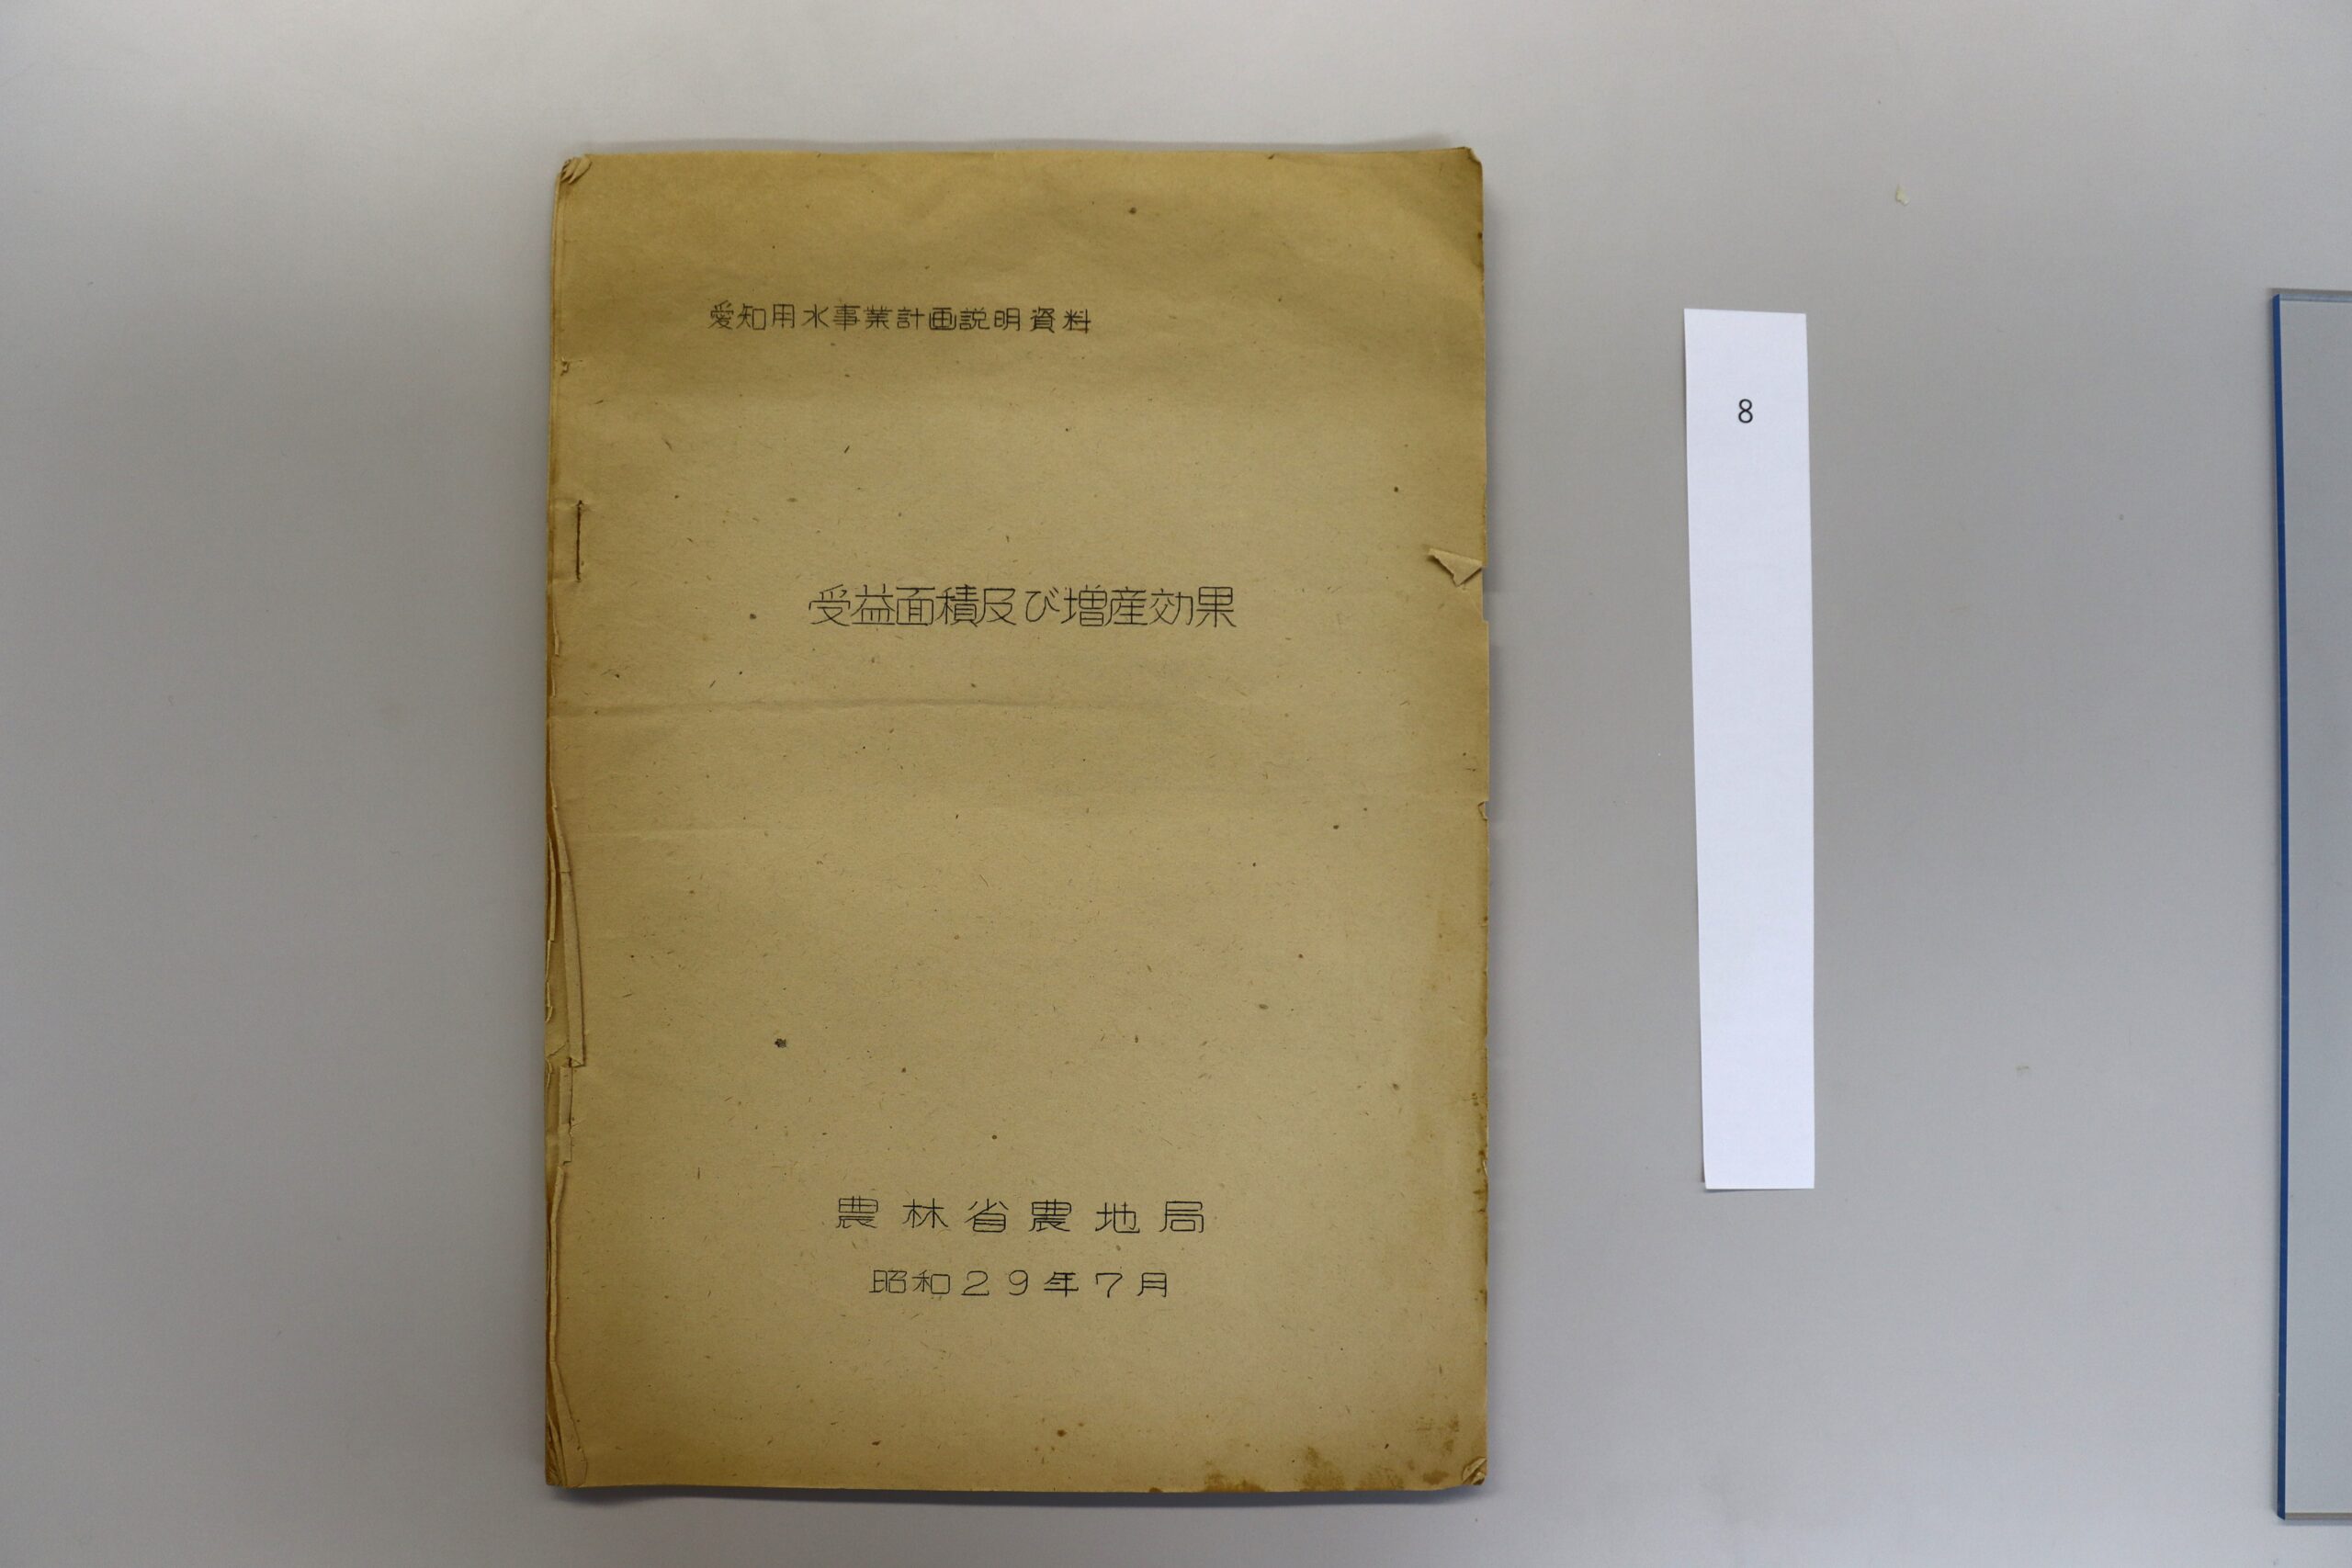 愛知用水事業計画説明資料
受益面積及び増産効果
農林省農地局
昭和29年7月
8